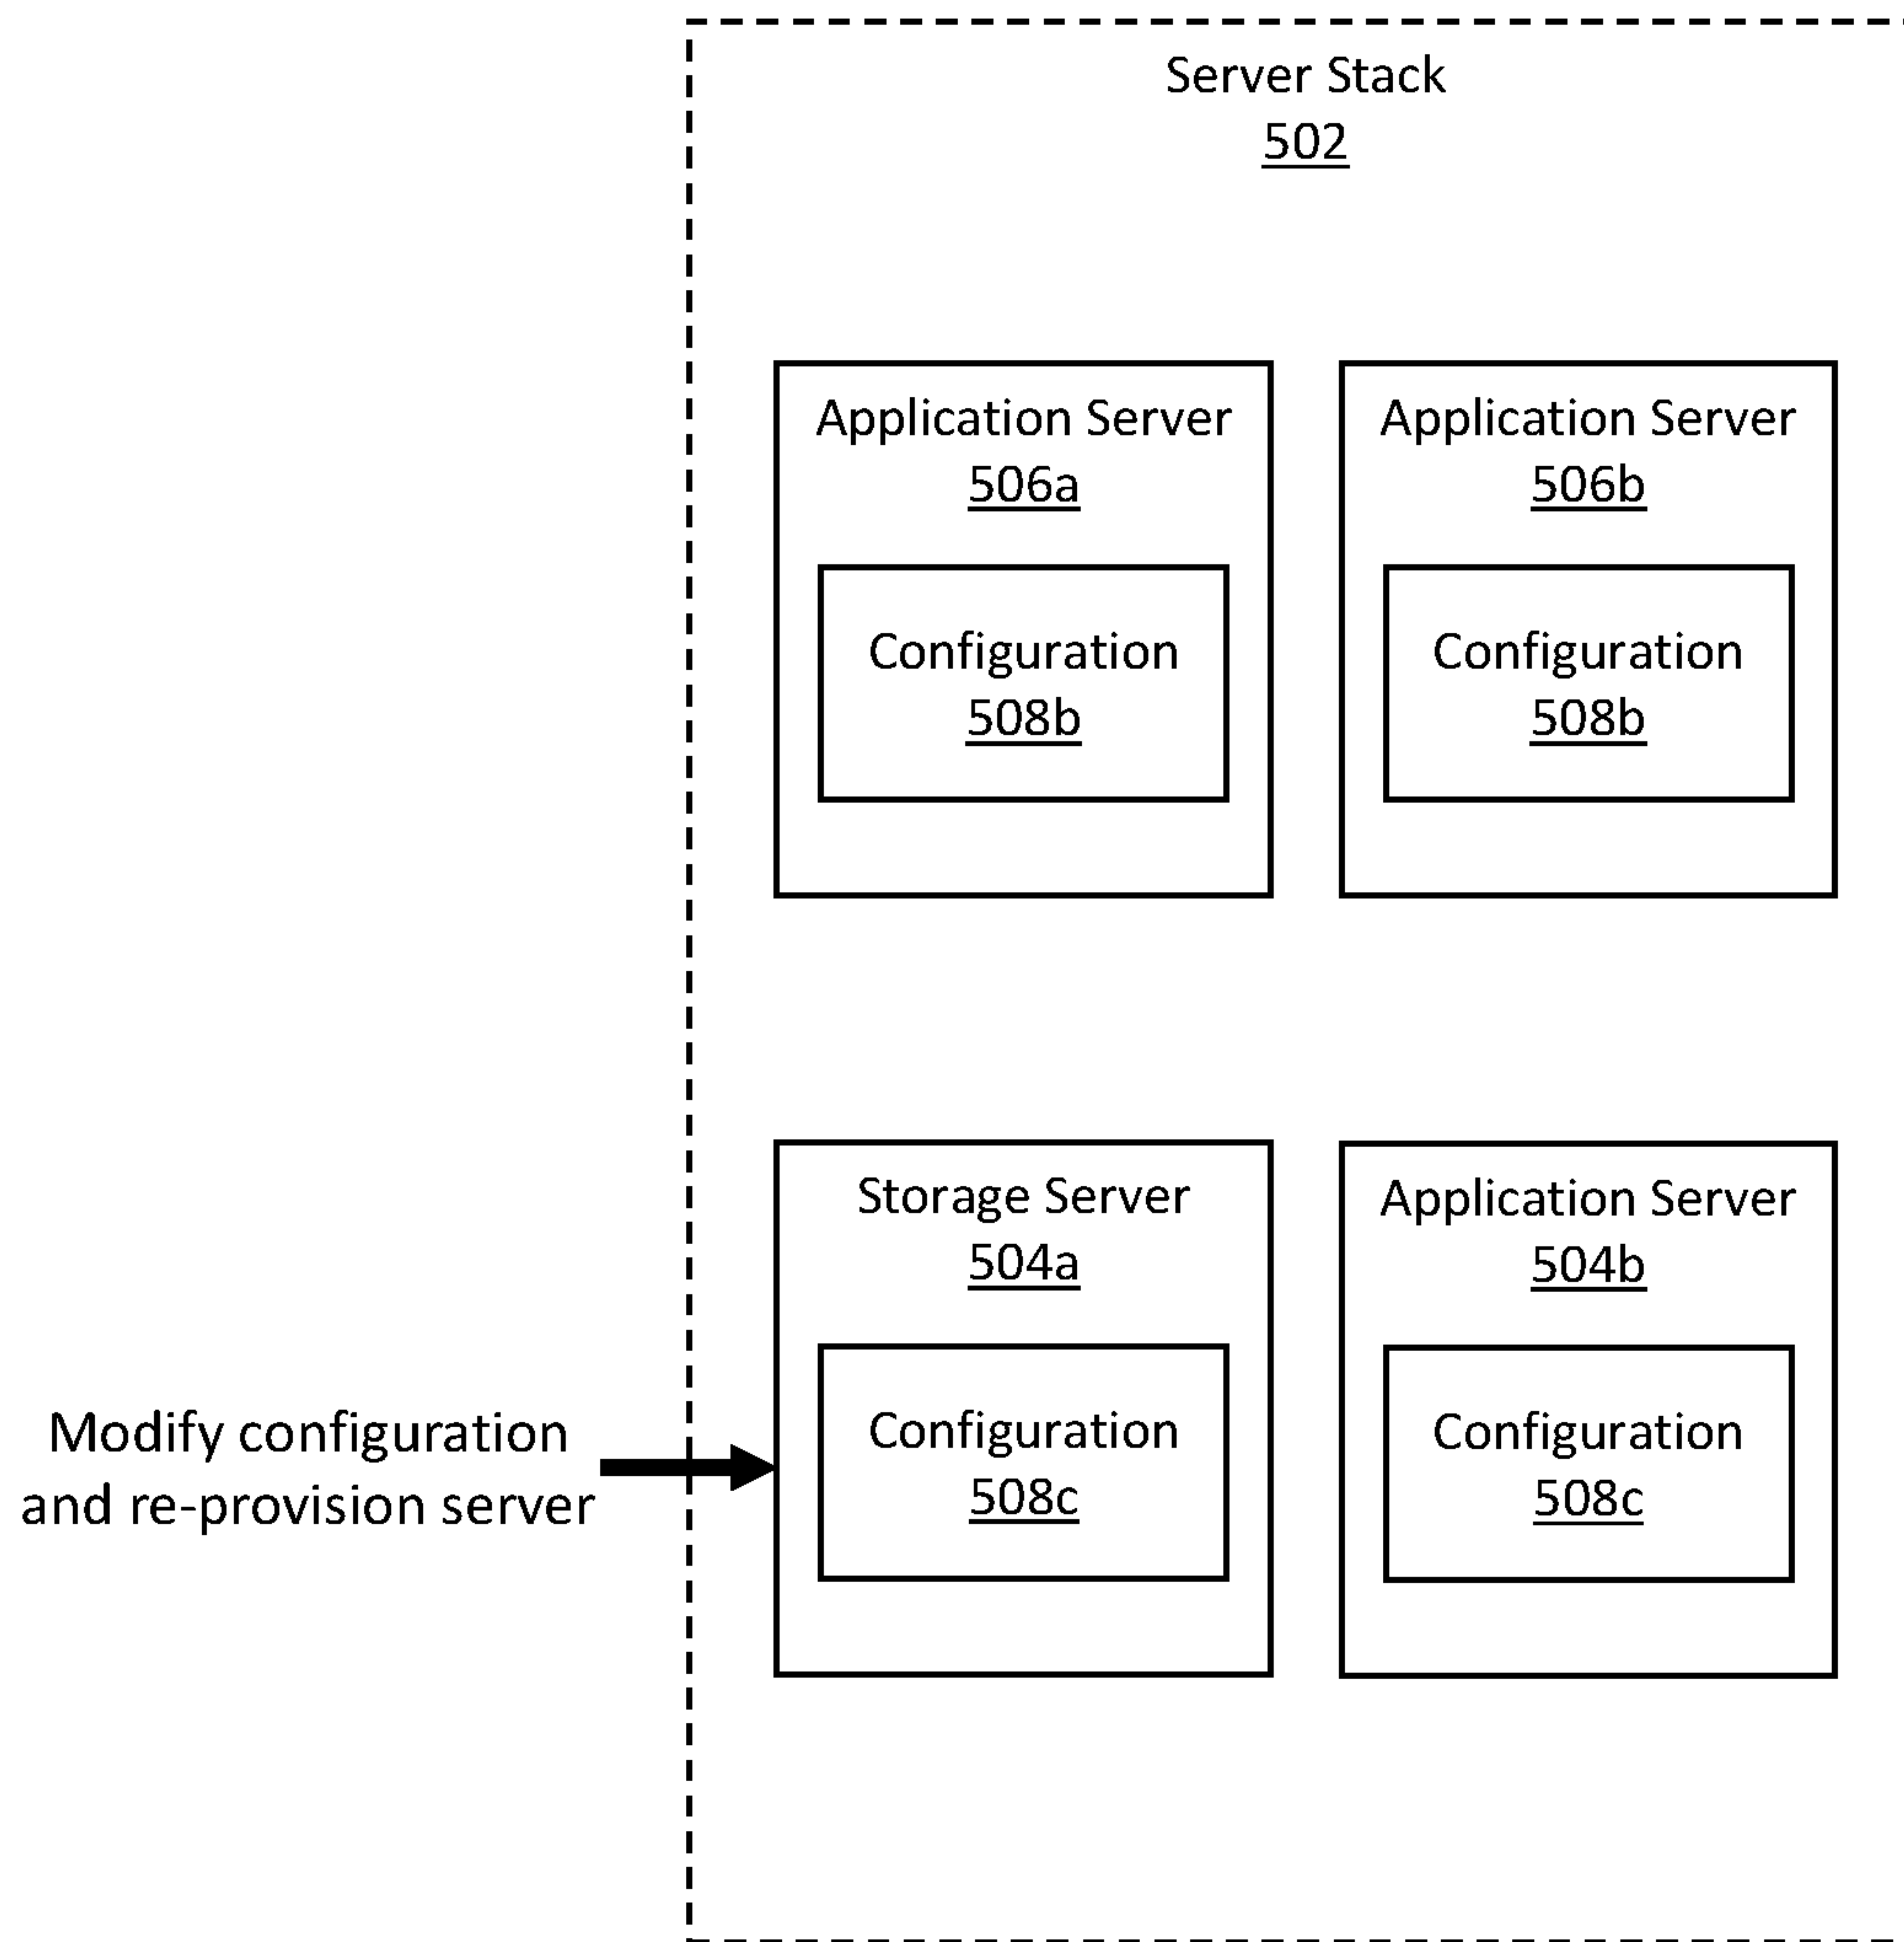 Server Stack
502
Application Server
506a
Configuration
508b
Application Server
506b
Configuration
508b
Storage Server
504a
Configuration
508c
Application Server
504b
Configuration
508c
Modify configuration
and re-provision server